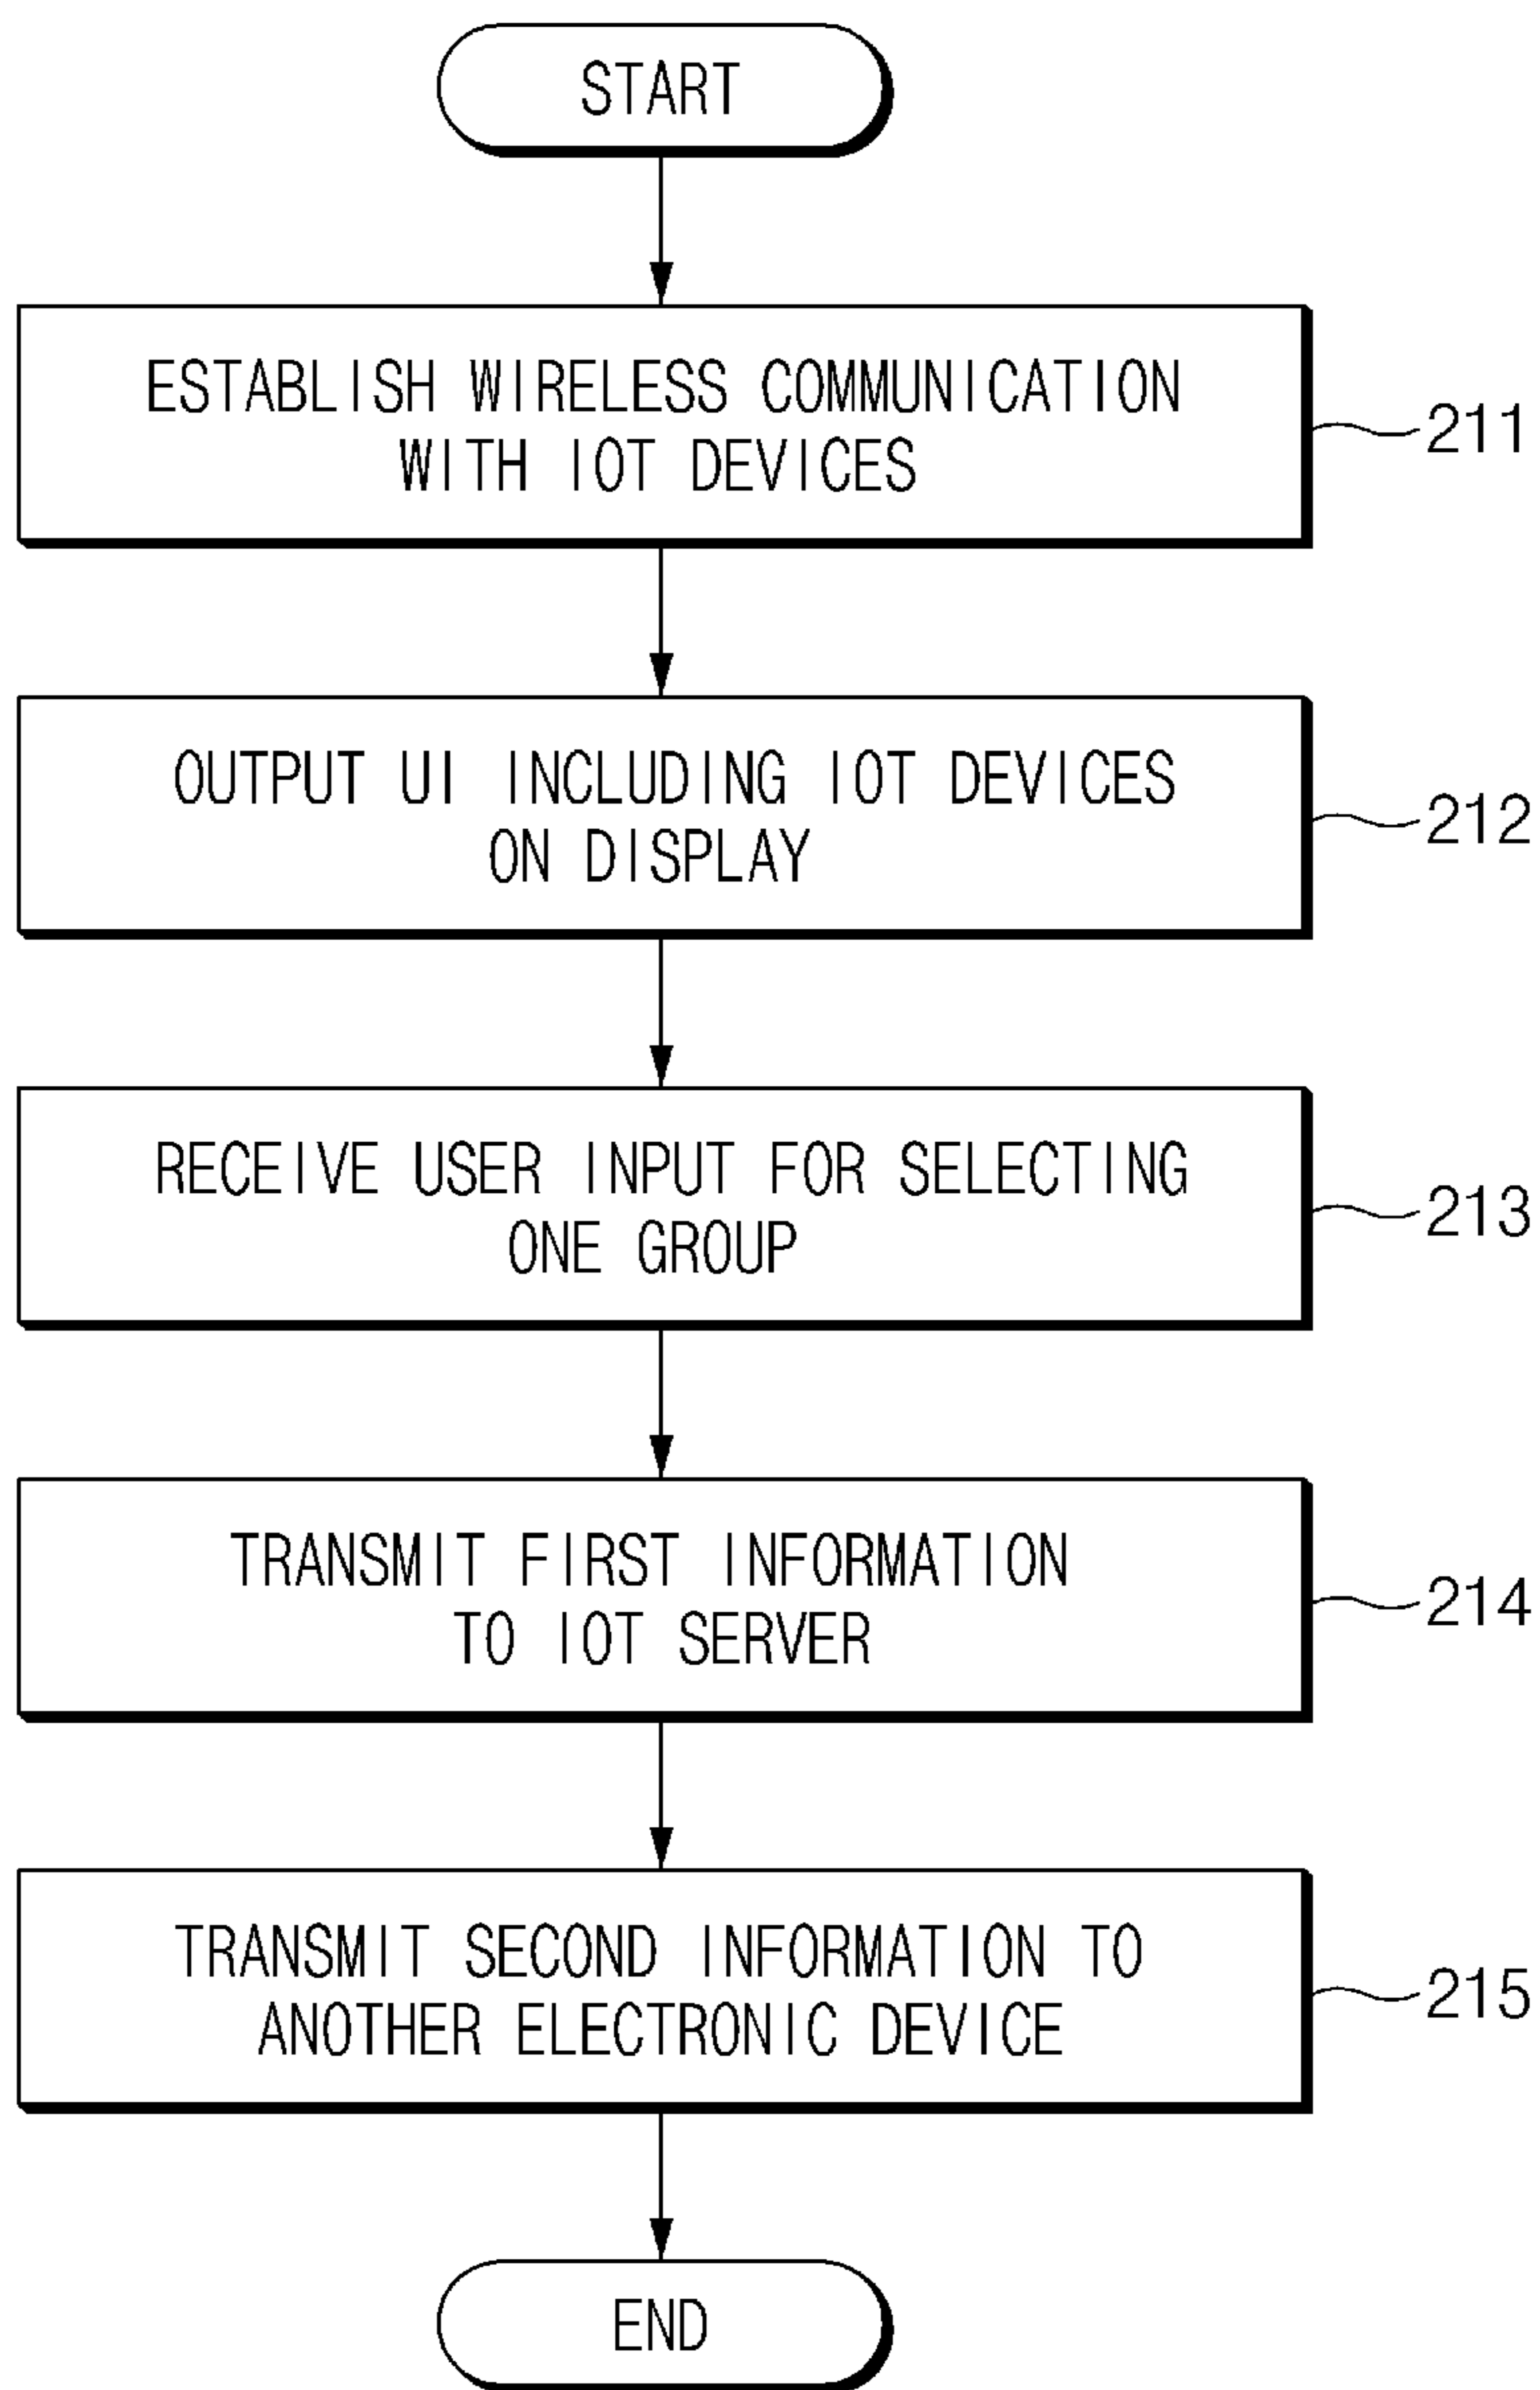 START
ESTABLISH WIRELESS COMMUNICATION
WITH IOT DEVICES
211
OUTPUT UI INCLUDING IOT DEVICES
ON DISPLAY
212
RECEIVE USER INPUT FOR SELECTING
ONE GROUP
213
TRANSMIT FIRST INFORMATION
TO IOT SERVER
214
TRANSMIT SECOND INFORMATION TO
ANOTHER ELECTRONIC DEVICE
215
END